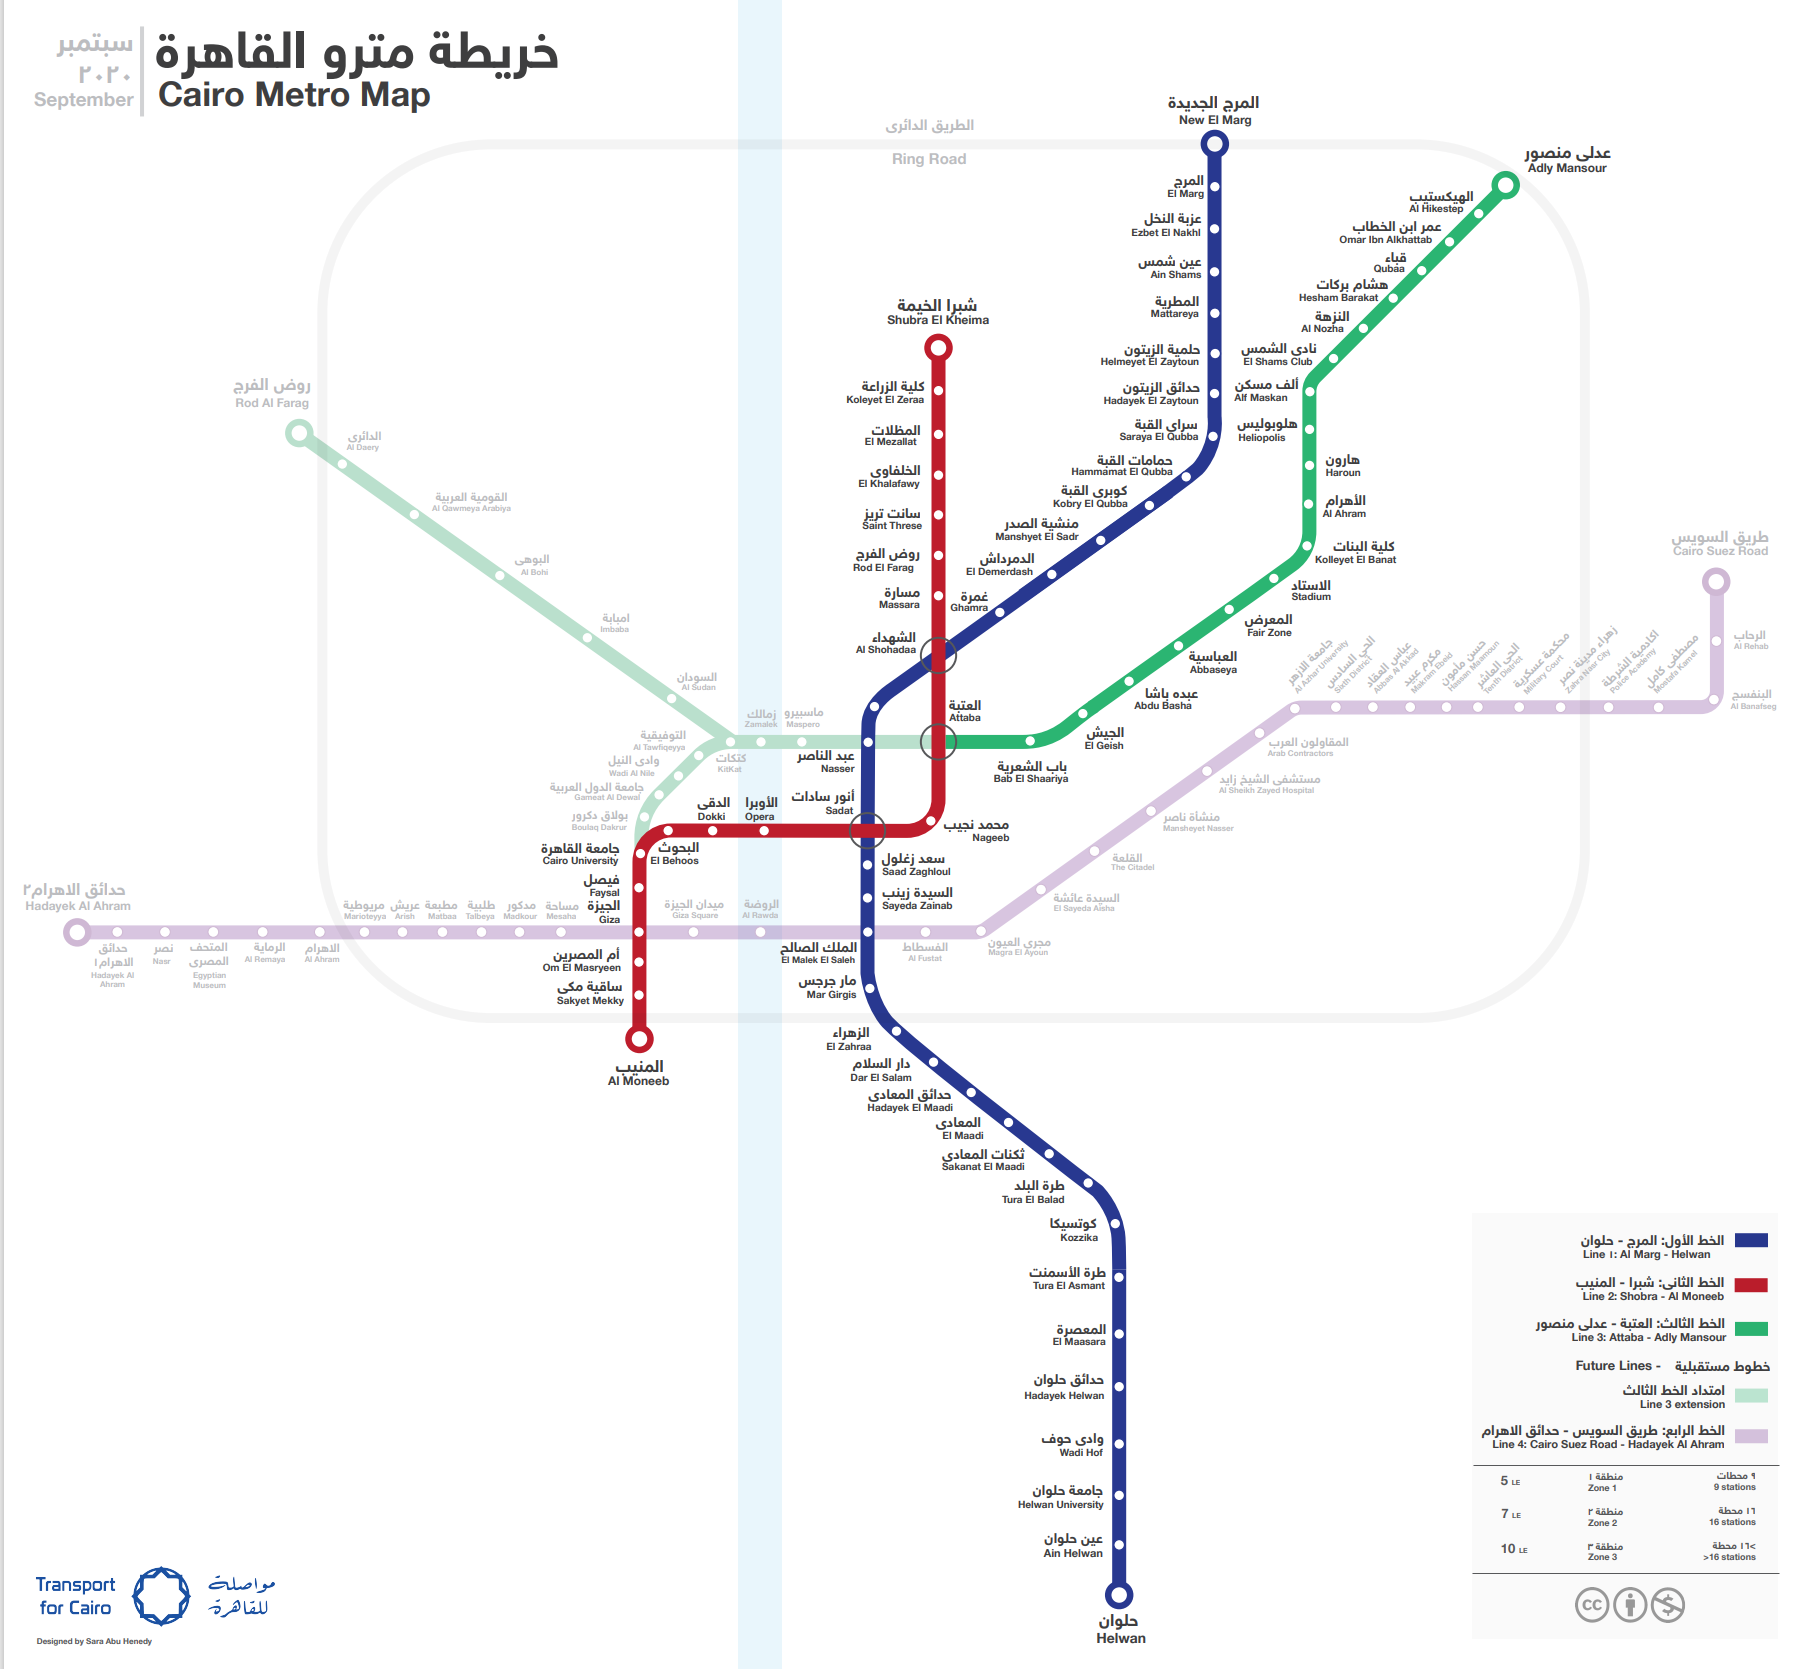 سبتمبر
٢٠٢٠
September
خريطة مترو القاهرة
Cairo Metro Map
الطريق الدائرى
Ring Road
المرج الجديدة
New El Marg
المرج
El Marg
عزبة النخل
Ezbet El Nakhl
عين شمس
Ain Shams
المطرية
Mattareya
حلمية الزيتون
Helmeyet El Zaytoun
حدائق الزيتون
Hadayek El Zaytoun
سراي القبة
Saraya El Qubba
حمامات القبة
Hammamat El Qubba
كوبرى القبة
Kobry El Qubba
منشية الصدر
Manshyet El Sadr
الدمرداش
El Demerdash
غمرة
Ghamra
الشهداء
Al Shohadaa
عدلى منصور
Adly Mansour
الهيكستيب
Al Hikestep
عمر ابن الخطاب
Omar Ibn Alkhattab
قباء
Qubaa
هشام بركات
Hesham Barakat
النزهة
Al Nozha
نادى الشمس
El Shams Club
ألف مسكن
Alf Maskan
هلوبوليس
Heliopolis
هارون
Haroun
الأهرام
Al Ahram
كلية البنات
Kolleyet El Banat
الاستاد
Stadium
المعرض
Fair Zone
العباسية
Abbaseya
عبده باشا
Abdu Basha
الجيش
El Geish
باب الشعرية
Bab El Shaariya
العتبة
Attaba
شبرا الخيمة
Shubra El Kheima
كلية الزراعة
Koleyet El Zeraa
المظلات
El Mezallat
الخلفاوى
El Khalafawy
سانت تريز
Saint Threse
روض الفرج
Rod El Farag
مسارة
Massara
روض الفرج
Rod Al Farag
الدائرى
Al Daery
القومية العربية
Al Qawmeya Arabiya
البوهى
Al Bohi
امبابة
Imbaba
السودان
Al Sudan
التوفيقية
Al Tawfiqeyya
وادى النيل
Wadi Al Nile
جامعة الدول العربية
Gameat Al Dewal
بولاق دكرور
Boulaq Dakrur
كتكات
KitKat
زمالك
Zamalek
ماسبيرو
Maspero
عبد الناصر
Nasser
أنور سادات
Sadat
الأوبرا
Opera
الدقى
Dokki
البحوث
El Behoos
جامعة القاهرة
Cairo University
فيصل
Faysal
الجيزة
Giza
أم المصرين
Om El Masryeen
ساقية مكى
Sakyet Mekky
المنيب
Al Moneeb
محمد نجيب
Nageeb
سعد زغلول
Saad Zaghloul
السيدة زينب
Sayeda Zainab
الملك الصالح
El Malek El Saleh
مار جرجس
Mar Girgis
الزهراء
El Zahraa
دار السلام
Dar El Salam
حدائق المعادى
Hadayek El Maadi
المعادى
El Maadi
ثكنات المعادى
Sakanat El Maadi
طرة البلد
Tura El Balad
كوتسيكا
Kozzika
طرة الأسمنت
Tura El Asmant
المعصرة
El Maasara
حدائق حلوان
Hadayek Helwan
وادى حوف
Wadi Hof
جامعة حلوان
Helwan University
عين حلوان
Ain Helwan
حلوان
Helwan
حدائق الاهرام٢
Hadayek Al Ahram
حدائق
الاهرام١
Hadayek Al
Ahram
نصر
Nasr
المتحف
المصرى
Egyptian
Museum
الرماية
Al Remaya
الاهرام
Al Ahram
مريوطية
Marioteyya
عريش
Arish
مطبعة
Matbaa
طلبية
Talbeya
مدكور
Madkour
مساحة
Mesaha
ميدان الجيزة
Giza Square
الروضة
Al Rawda
الفسطاط
Al Fustat
مجرى العيون
Magra El Ayoun
السيدة عائشة
El Sayeda Aisha
القلعة
The Citadel
منشأة ناصر
Mansheyet Nasser
مستشفى الشيخ زايد
Al Sheikh Zayed Hospital
المقاولون العرب
Arab Contractors
جامعة الازهر
Al Azhar University
الحى السادس
Sixth District
عباس العقاد
Abbas Al Akkad
مكرم عبيد
Makram Ebeid
حسن مأمون
Hassan Maamoun
الحى العاشر
Tenth District
محكمة عسكرية
Military Court
زهراء مدينة نصر
Zahra Nasr City
اكاديمية الشرطة
Police Academy
مصطفى كامل
Mostafa Kamel
البنفسج
Al Banafseg
الرحاب
Al Rehab
طريق السويس
Cairo Suez Road
الخط الأول: المرج - حلوان
Line ١: Al Marg - Helwan
الخط الثانى: شبرا - المنيب
Line 2: Shobra - Al Moneeb
الخط الثالث: العتبة - عدلى منصور
Line 3: Attaba - Adly Mansour
Future Lines - خطوط مستقبلية
امتداد الخط الثالث
Line 3 extension
الخط الرابع: طريق السويس - حدائق الاهرام
Line 4: Cairo Suez Road - Hadayek Al Ahram
5 LE منطقة ١ ٩ محطات
Zone 1 9 stations
7 LE منطقة ٢ ١٦ محطة
Zone 2 16 stations
10 LE منطقة ٣ >١٦ محطة
Zone 3 >16 stations
cc
Transport
for Cairo
مواصلة
للقاهرة
Designed by Sara Abu Henedy